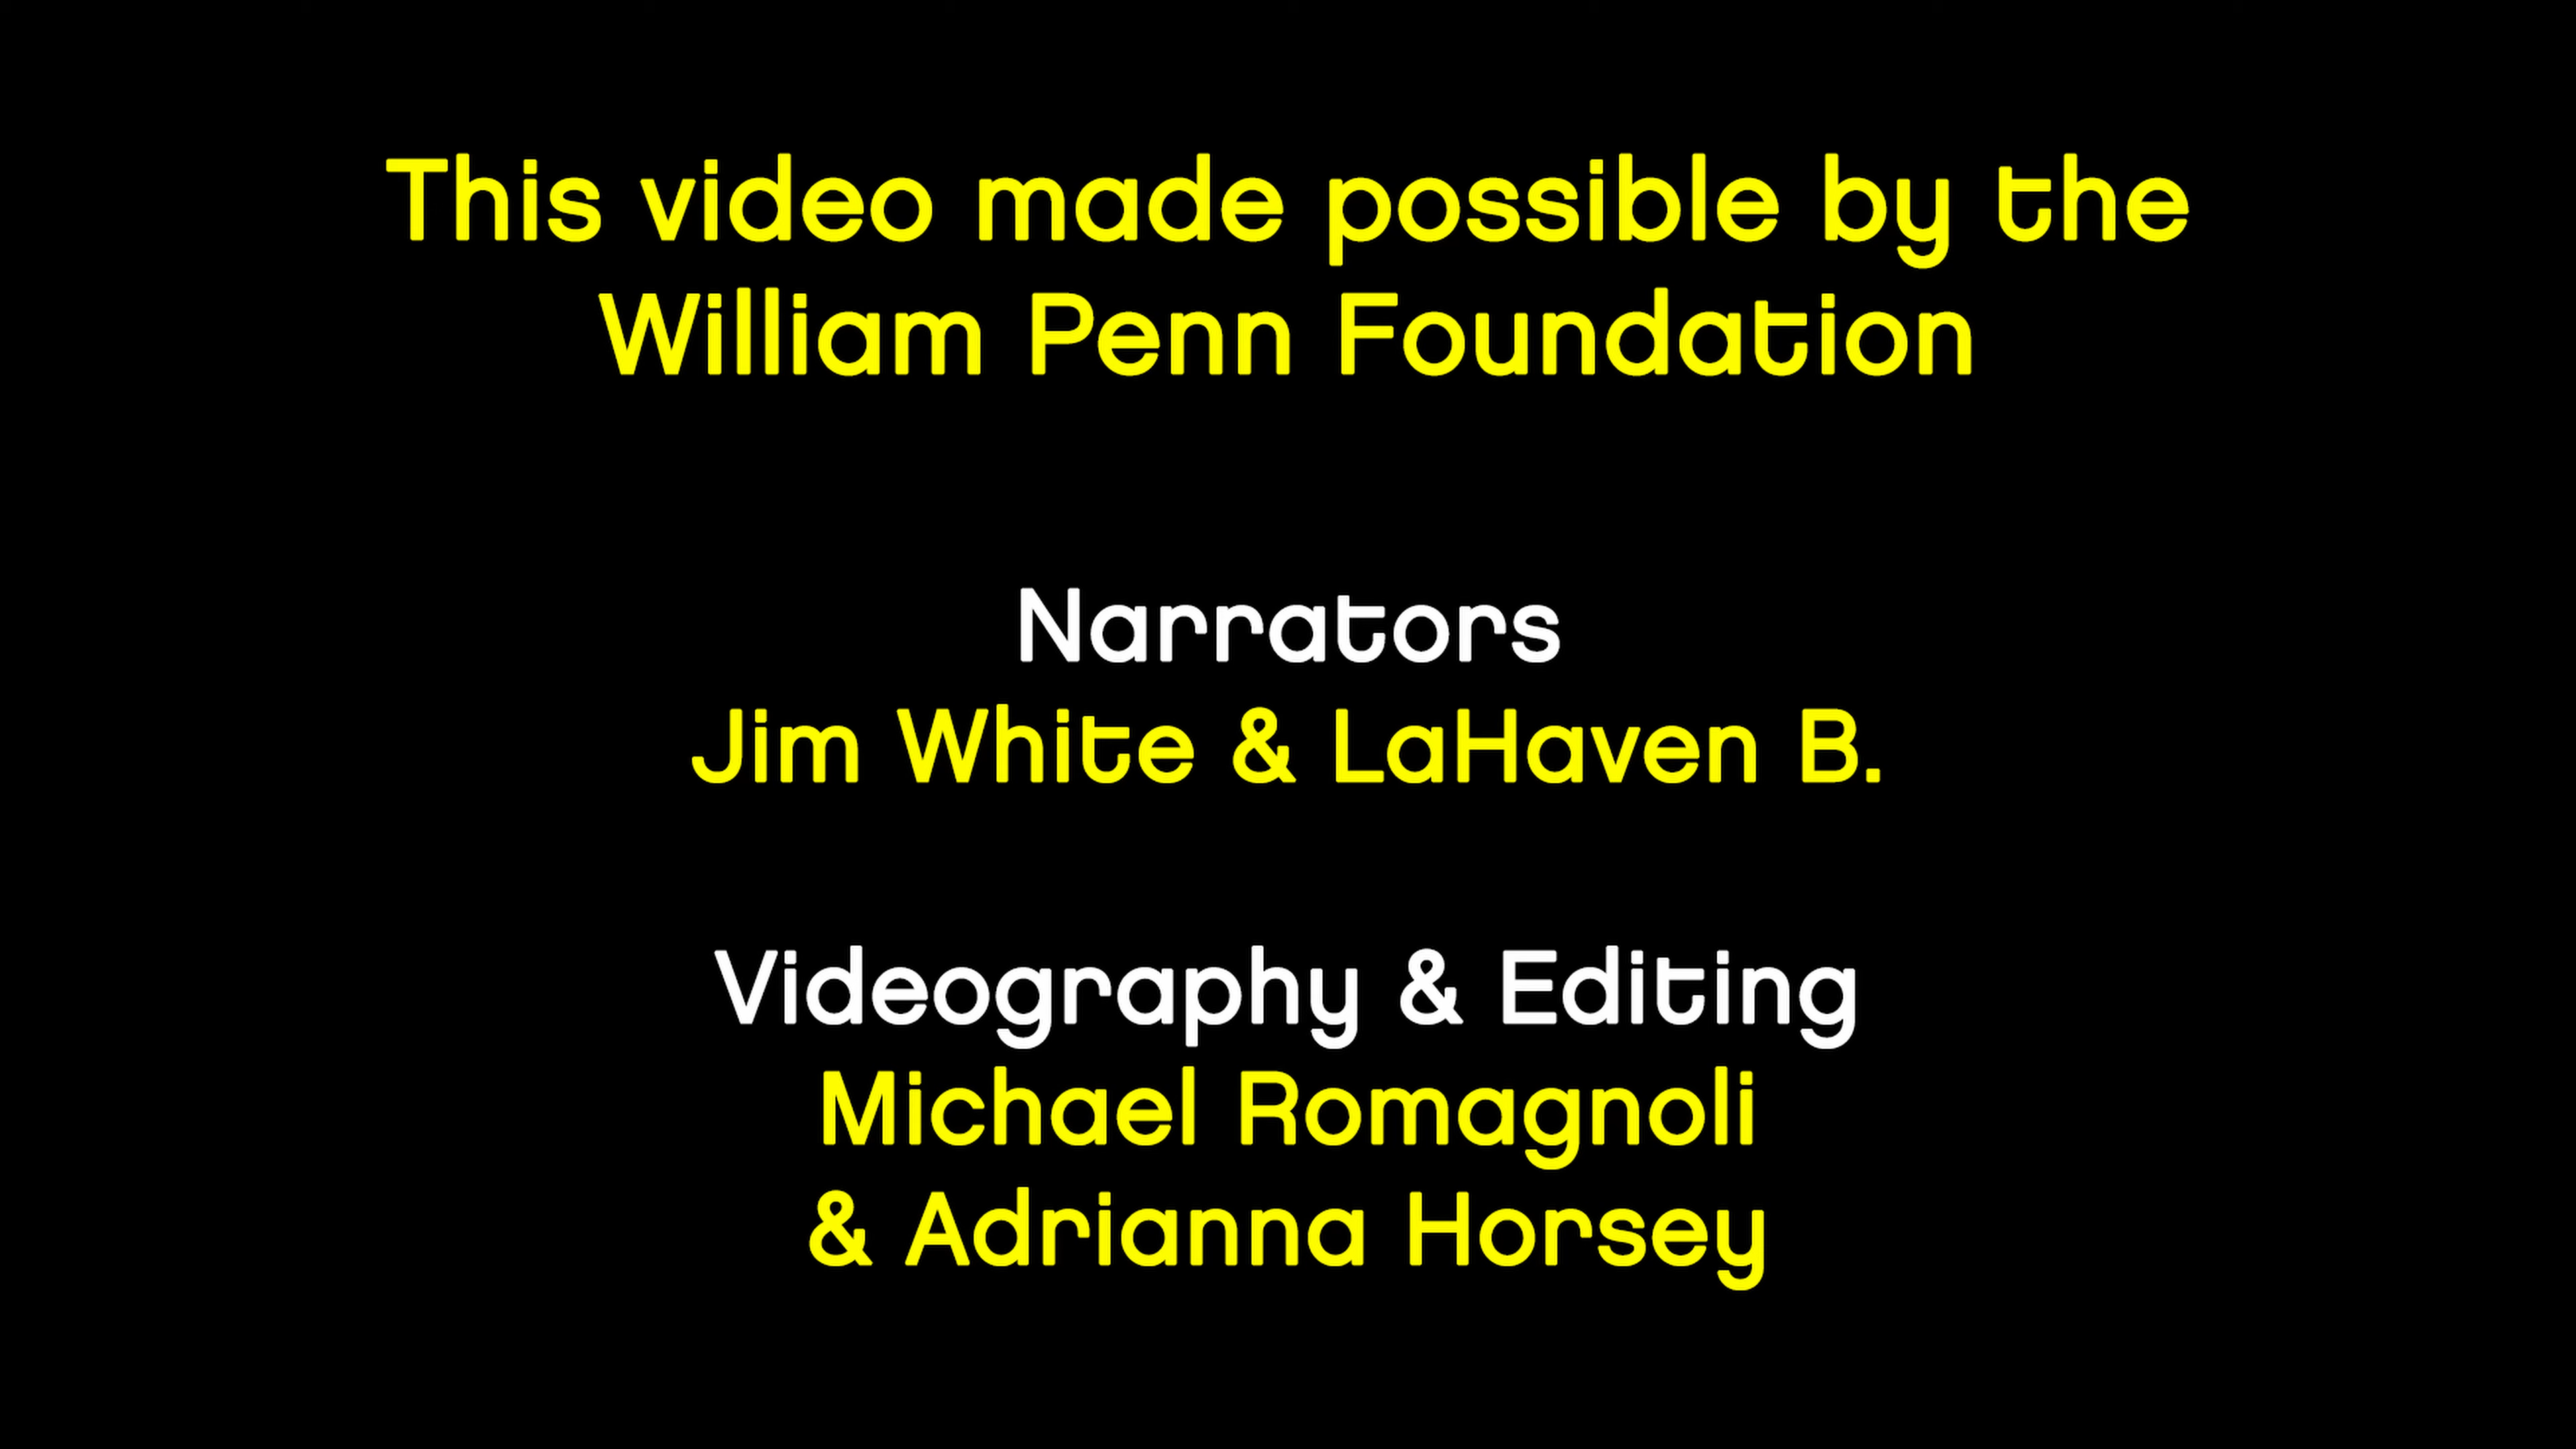 This video made possible by the
William Penn Foundation
Narrators
Jim White & LaHaven B.
Videography & Editing
Michael Romagnoli
& Adrianna Horsey